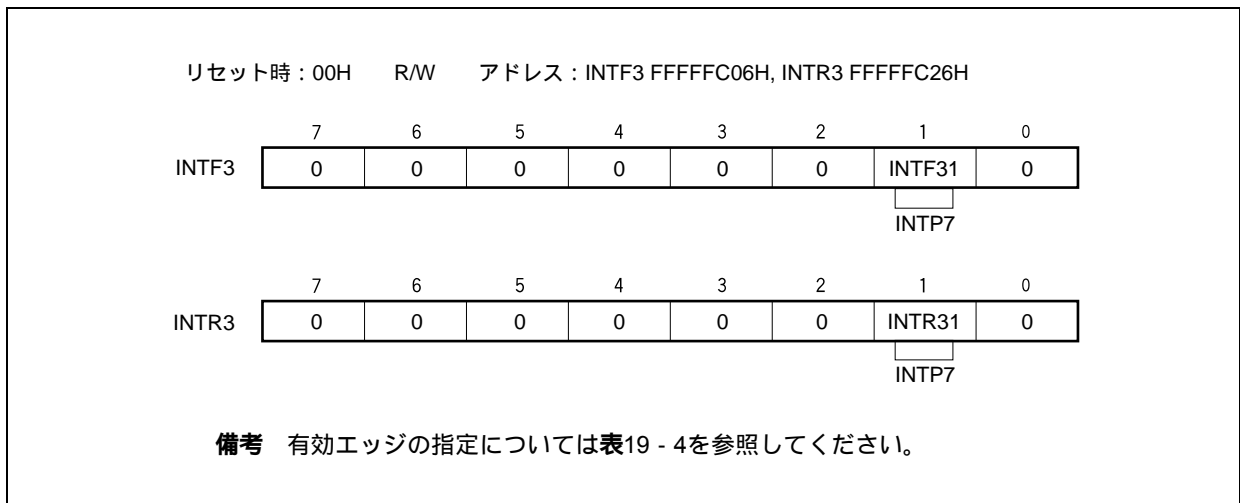 リセット時：00H　R/W　アドレス：INTF3 FFFFFC06H, INTR3 FFFFFC26H
7 6 5 4 3 2 1 0
INTF3 0 0 0 0 0 0 INTF31 0
INTP7
7 6 5 4 3 2 1 0
INTR3 0 0 0 0 0 0 INTR31 0
INTP7
備考　有効エッジの指定については表19 - 4を参照してください。